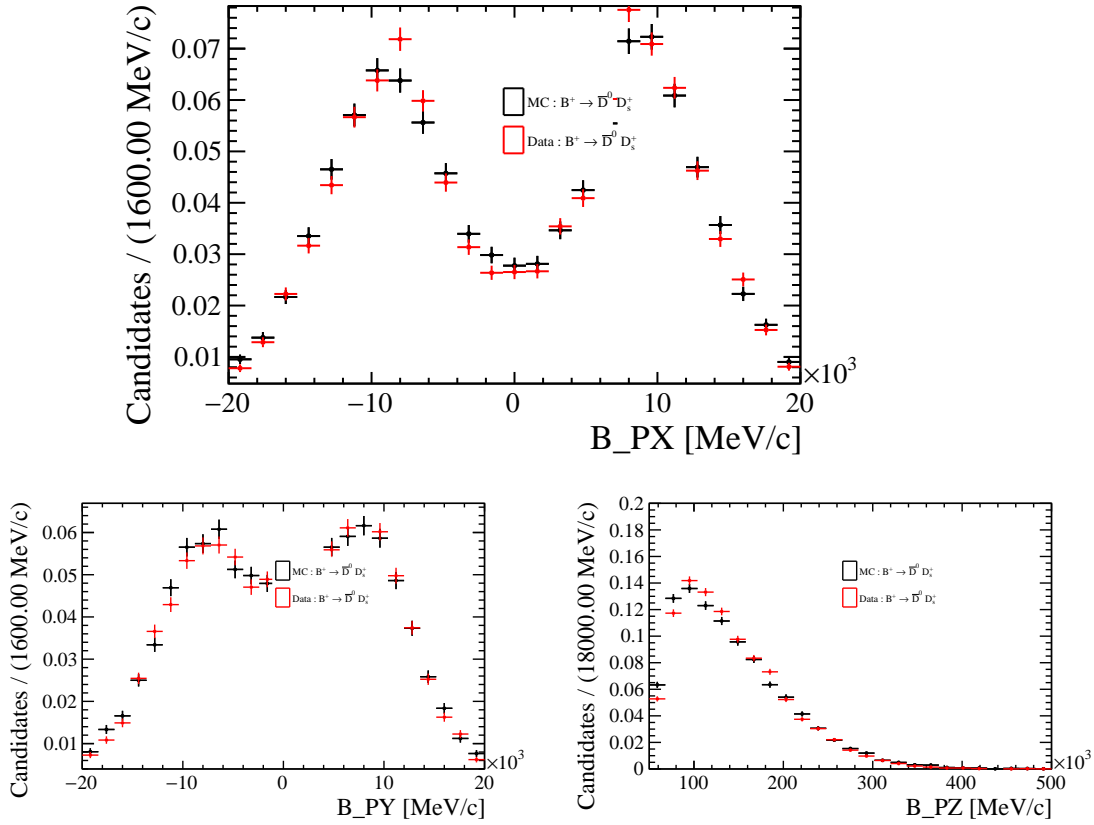 Candidates / (1600.00 MeV/c)
0.07
0.06
0.05
0.04
0.03
0.02
0.01
MC : B⁺ → D̅⁰ D_s⁺
Data : B⁺ → D̅⁰ D_s⁺
−20 −10 0 10 20
×10³
B_PX [MeV/c]
Candidates / (1600.00 MeV/c)
0.06
0.05
0.04
0.03
0.02
0.01
MC : B⁺ → D̅⁰ D_s⁺
Data : B⁺ → D̅⁰ D_s⁺
−20 −10 0 10 20
×10³
B_PY [MeV/c]
Candidates / (18000.00 MeV/c)
0.2
0.18
0.16
0.14
0.12
0.1
0.08
0.06
0.04
0.02
0
MC : B⁺ → D̅⁰ D_s⁺
Data : B⁺ → D̅⁰ D_s⁺
100 200 300 400 500
×10³
B_PZ [MeV/c]